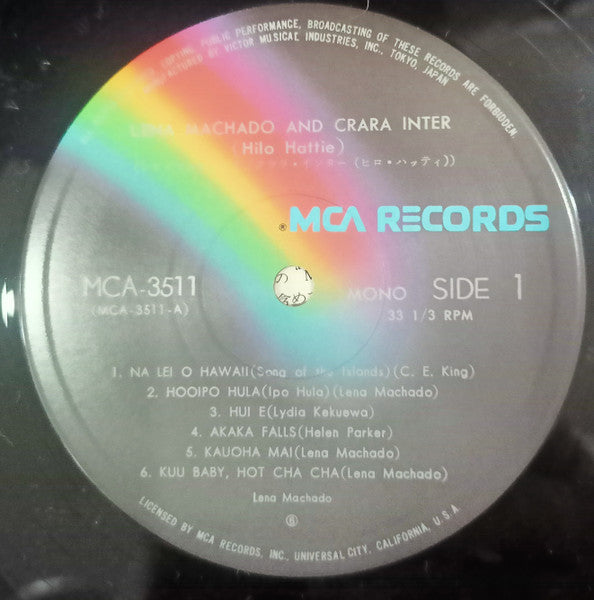 COPYING, PUBLIC PERFORMANCE, BROADCASTING OF THESE RECORDS ARE FORBIDDEN.
MANUFACTURED BY VICTOR MUSICAL INDUSTRIES, INC., TOKYO, JAPAN
LENA MACHADO AND CRARA INTER
(Hilo Hattie)
インター(ヒロ・ハッティ))
® MCA RECORDS
MCA-3511
(MCA-3511-A)
MONO SIDE 1
33 1/3 RPM
1. NA LEI O HAWAII(Song of the Islands)(C. E. King)
2. HOOIPO HULA(Ipo Hula)(Lena Machado)
3. HUI E(Lydia Kekuewa)
4. AKAKA FALLS(Helen Parker)
5. KAUOHA MAI(Lena Machado)
6. KUU BABY, HOT CHA CHA(Lena Machado)
Lena Machado
LICENSED BY MCA RECORDS, INC., UNIVERSAL CITY, CALIFORNIA, U.S.A.